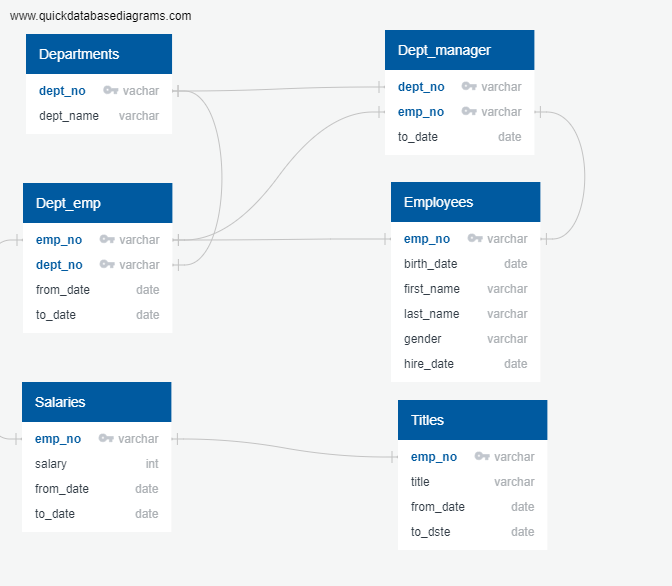 www.quickdatabasediagrams.com
Departments
dept_no vachar
dept_name varchar
Dept_manager
dept_no varchar
emp_no varchar
to_date date
Dept_emp
emp_no varchar
dept_no varchar
from_date date
to_date date
Employees
emp_no varchar
birth_date date
first_name varchar
last_name varchar
gender varchar
hire_date date
Salaries
emp_no varchar
salary int
from_date date
to_date date
Titles
emp_no varchar
title varchar
from_date date
to_dste date